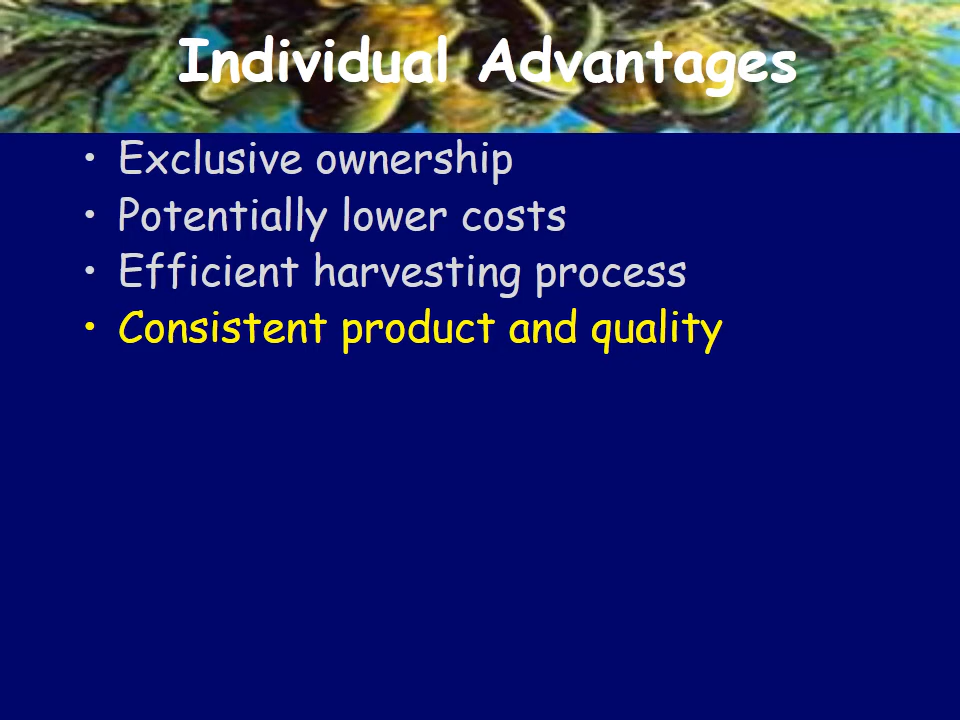 Individual Advantages
• Exclusive ownership
• Potentially lower costs
• Efficient harvesting process
• Consistent product and quality